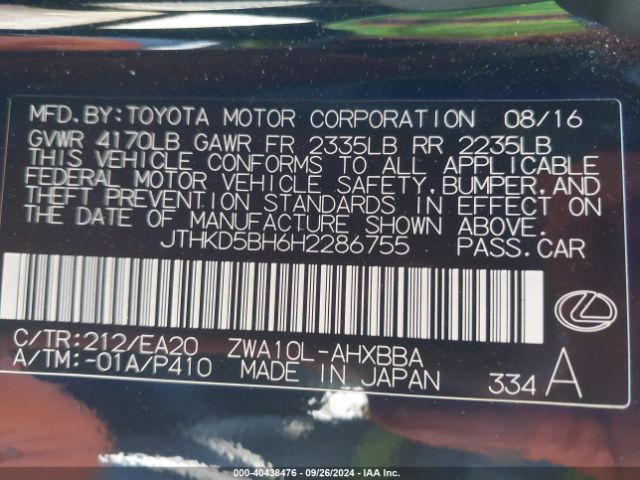 MFD.BY:TOYOTA MOTOR CORPORATION 08/16
GVWR 4170LB GAWR FR 2335LB RR 2235LB
THIS VEHICLE CONFORMS TO ALL APPLICABLE
FEDERAL MOTOR VEHICLE SAFETY,BUMPER,AND
THEFT PREVENTION STANDARDS IN EFFECT ON
THE DATE OF MANUFACTURE SHOWN ABOVE.
JTHKD5BH6H2286755 PASS.CAR
C/TR:212/EA20 ZWA10L-AHXBBA
A/TM:-01A/P410 MADE IN JAPAN 334 A
000-40438476 - 09/26/2024 - IAA Inc.